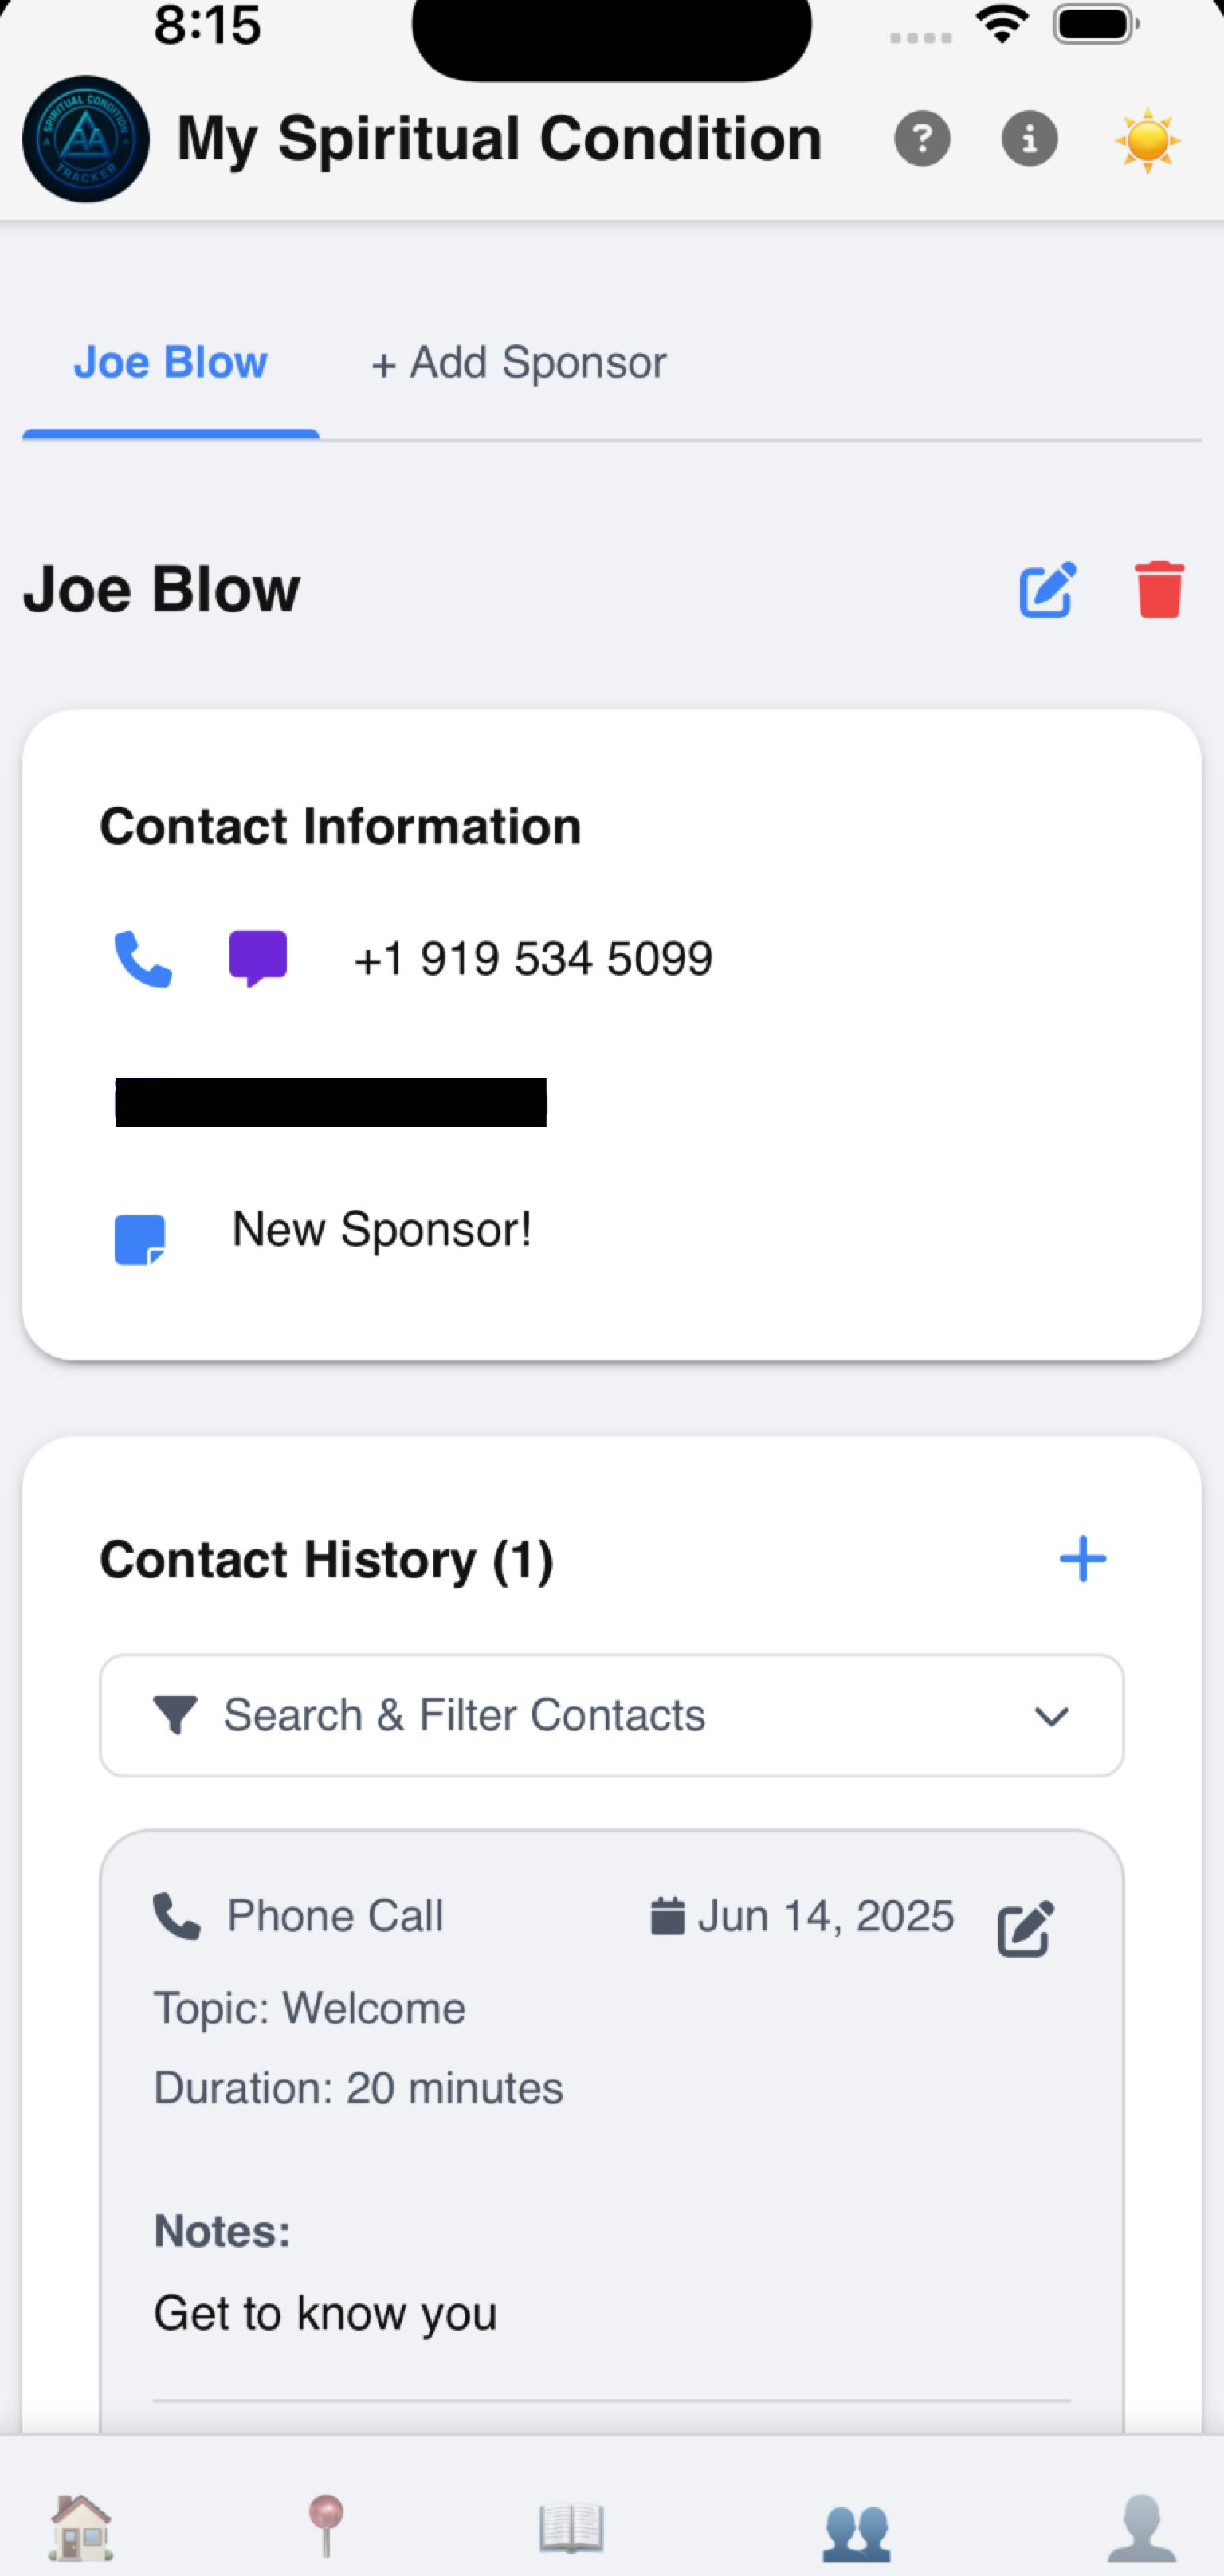 8:15
SPIRITUAL CONDITION
AA
TRACKER
My Spiritual Condition
Joe Blow
+ Add Sponsor
Joe Blow
Contact Information
+1 919 534 5099
New Sponsor!
Contact History (1)
Search & Filter Contacts
Phone Call
Jun 14, 2025
Topic: Welcome
Duration: 20 minutes
Notes:
Get to know you